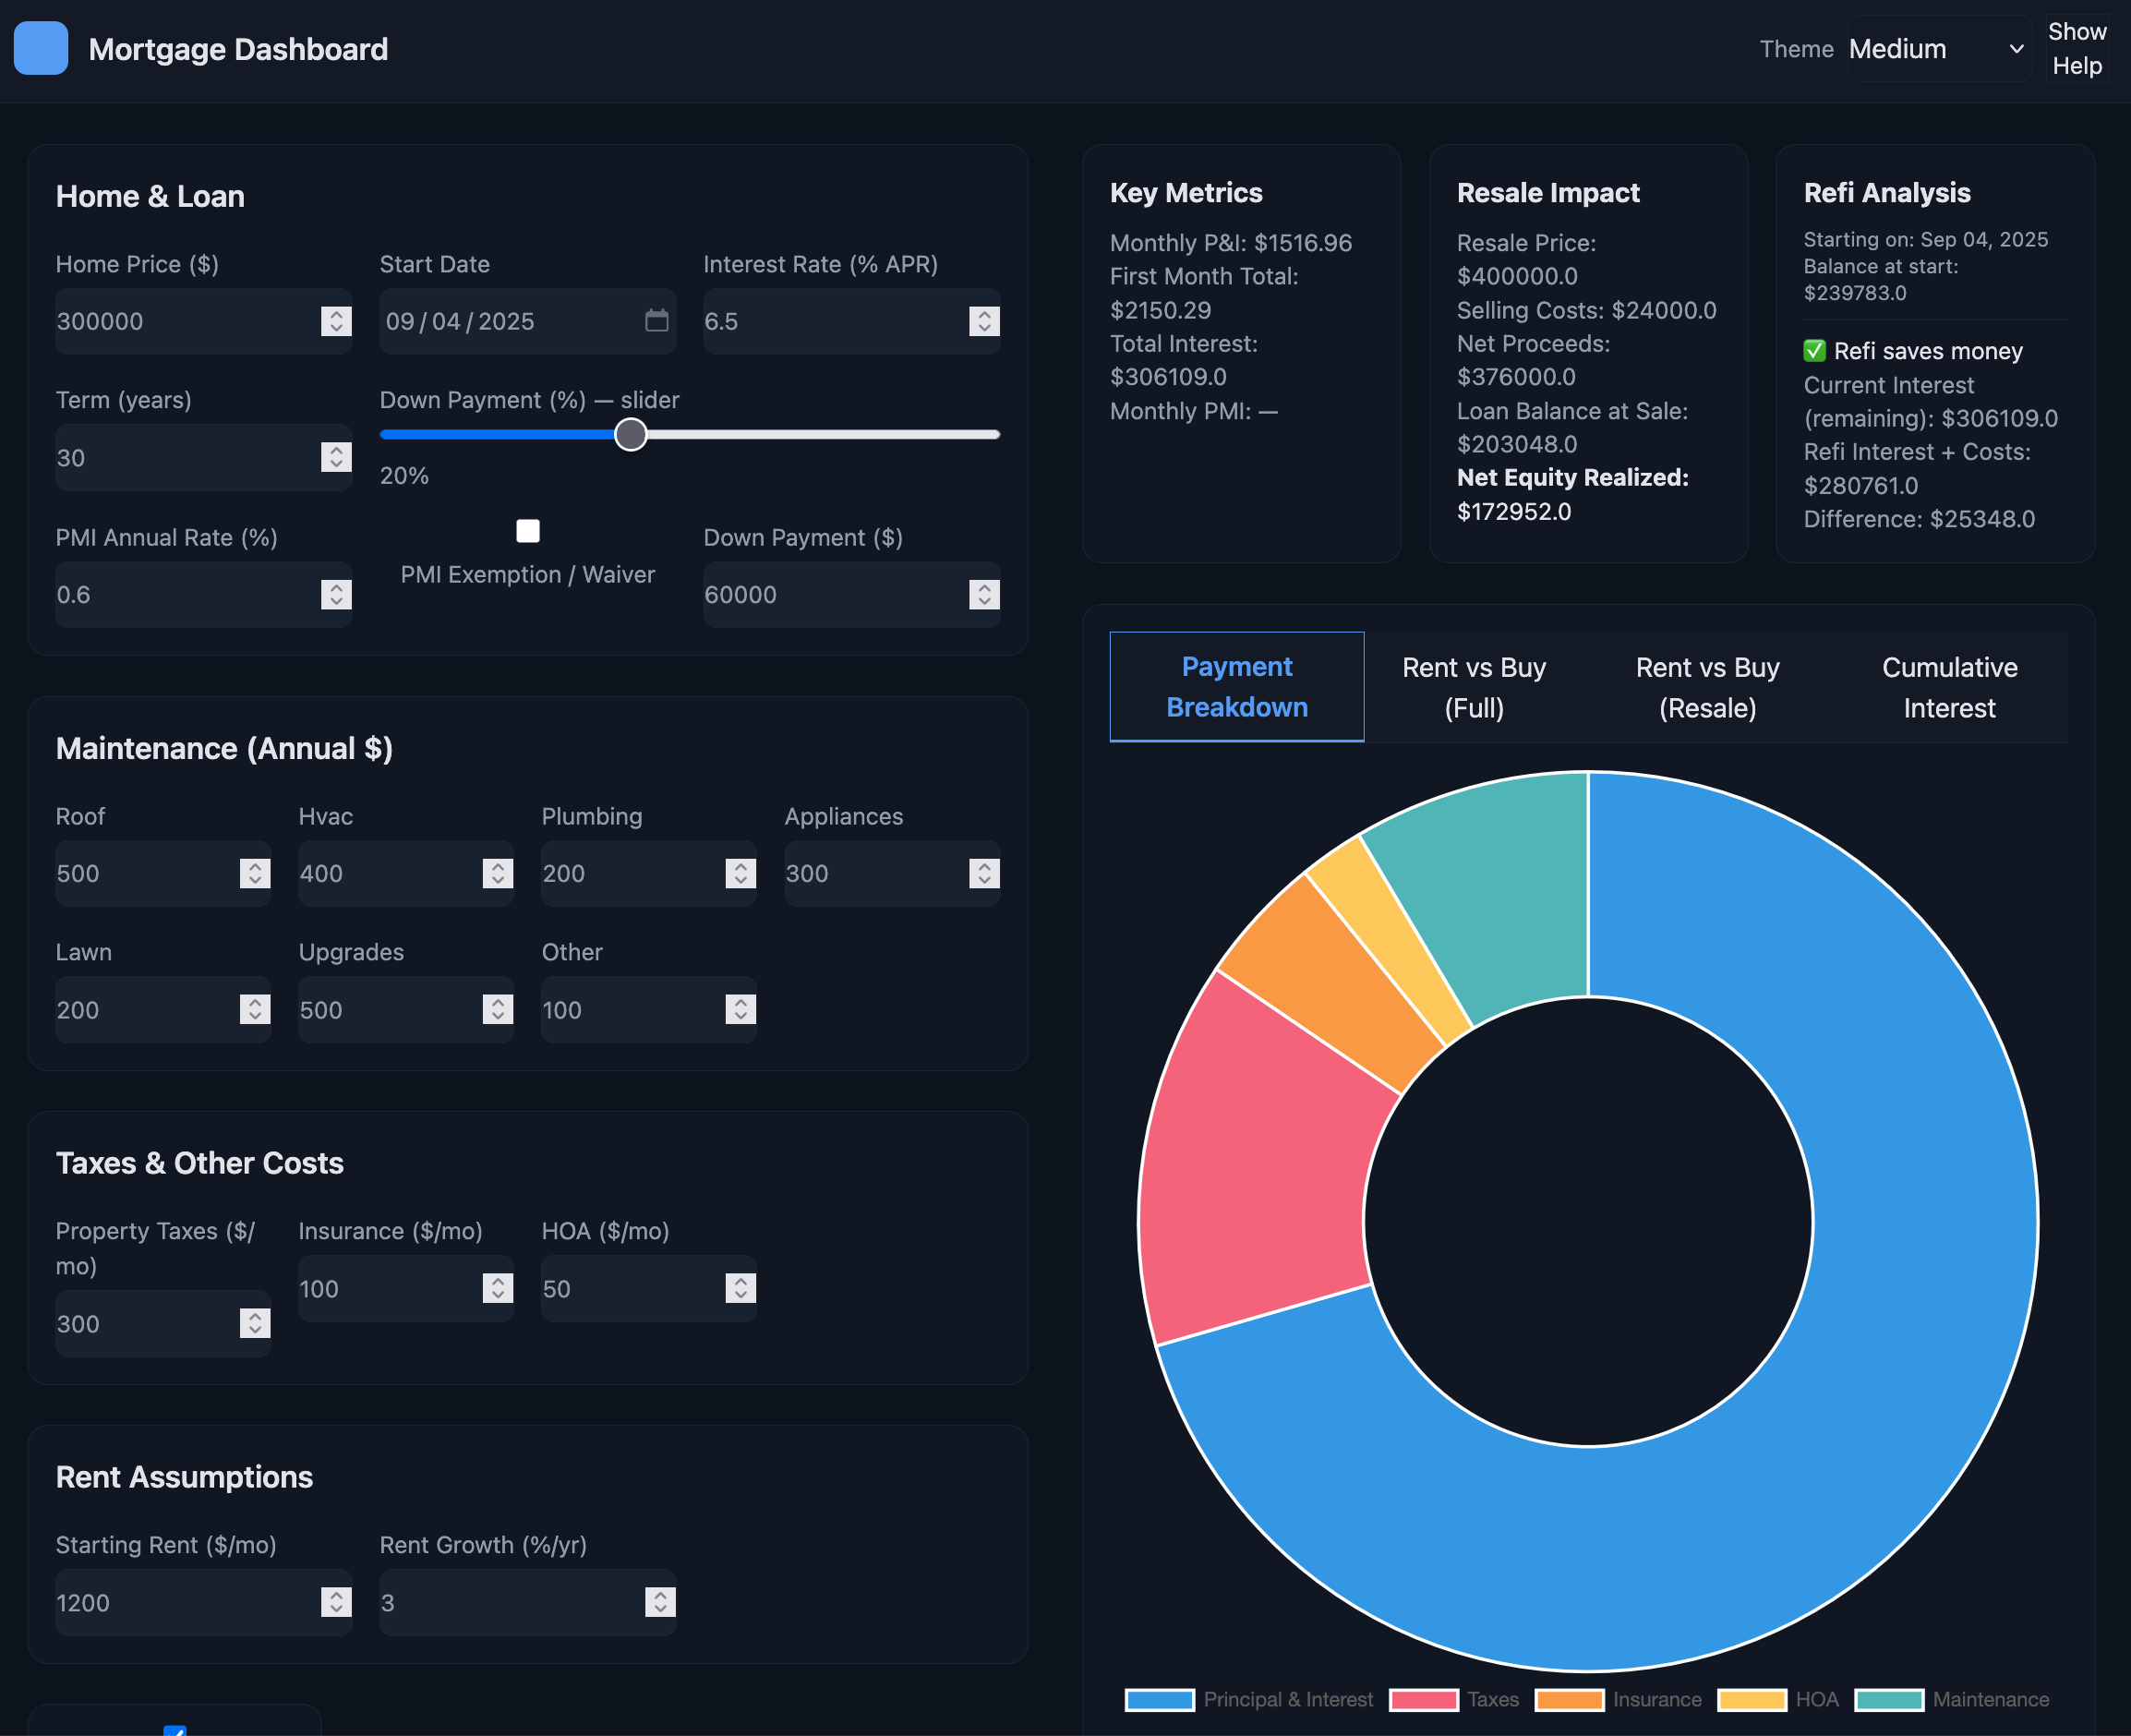 Mortgage Dashboard
Theme
Medium
Show
Help
Home & Loan
Home Price ($)
Start Date
Interest Rate (% APR)
300000
09/04/2025
6.5
Term (years)
Down Payment (%) — slider
30
20%
PMI Annual Rate (%)
PMI Exemption / Waiver
Down Payment ($)
0.6
60000
Maintenance (Annual $)
Roof
Hvac
Plumbing
Appliances
500
400
200
300
Lawn
Upgrades
Other
200
500
100
Taxes & Other Costs
Property Taxes ($/
mo)
Insurance ($/mo)
HOA ($/mo)
300
100
50
Rent Assumptions
Starting Rent ($/mo)
Rent Growth (%/yr)
1200
3
Key Metrics
Monthly P&I: $1516.96
First Month Total:
$2150.29
Total Interest:
$306109.0
Monthly PMI: —
Resale Impact
Resale Price:
$400000.0
Selling Costs: $24000.0
Net Proceeds:
$376000.0
Loan Balance at Sale:
$203048.0
Net Equity Realized:
$172952.0
Refi Analysis
Starting on: Sep 04, 2025
Balance at start:
$239783.0
✅ Refi saves money
Current Interest
(remaining): $306109.0
Refi Interest + Costs:
$280761.0
Difference: $25348.0
Payment
Breakdown
Rent vs Buy
(Full)
Rent vs Buy
(Resale)
Cumulative
Interest
Principal & Interest
Taxes
Insurance
HOA
Maintenance